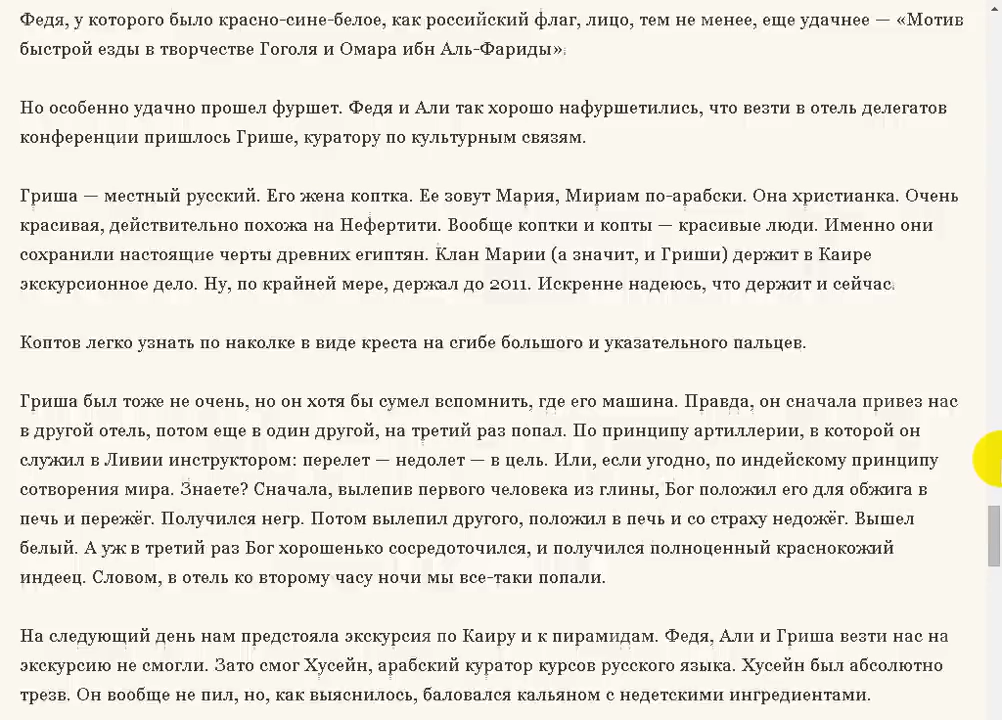 Федя, у которого было красно-сине-белое, как российский флаг, лицо, тем не менее, еще удачнее — «Мотив
быстрой езды в творчестве Гоголя и Омара ибн Аль-Фариды».
Но особенно удачно прошел фуршет. Федя и Али так хорошо нафуршетились, что везти в отель делегатов
конференции пришлось Грише, куратору по культурным связям.
Гриша — местный русский. Его жена коптка. Ее зовут Мария, Мириам по-арабски. Она христианка. Очень
красивая, действительно похожа на Нефертити. Вообще коптки и копты — красивые люди. Именно они
сохранили настоящие черты древних египтян. Клан Марии (а значит, и Гриши) держит в Каире
экскурсионное дело. Ну, по крайней мере, держал до 2011. Искренне надеюсь, что держит и сейчас.
Коптов легко узнать по наколке в виде креста на сгибе большого и указательного пальцев.
Гриша был тоже не очень, но он хотя бы сумел вспомнить, где его машина. Правда, он сначала привез нас
в другой отель, потом еще в один другой, на третий раз попал. По принципу артиллерии, в которой он
служил в Ливии инструктором: перелет — недолет — в цель. Или, если угодно, по индейскому принципу
сотворения мира. Знаете? Сначала, вылепив первого человека из глины, Бог положил его для обжига в
печь и пережёг. Получился негр. Потом вылепил другого, положил в печь и со страху недожёг. Вышел
белый. А уж в третий раз Бог хорошенько сосредоточился, и получился полноценный краснокожий
индеец. Словом, в отель ко второму часу ночи мы все-таки попали.
На следующий день нам предстояла экскурсия по Каиру и к пирамидам. Федя, Али и Гриша везти нас на
экскурсию не смогли. Зато смог Хусейн, арабский куратор курсов русского языка. Хусейн был абсолютно
трезв. Он вообще не пил, но, как выяснилось, баловался кальяном с недетскими ингредиентами.